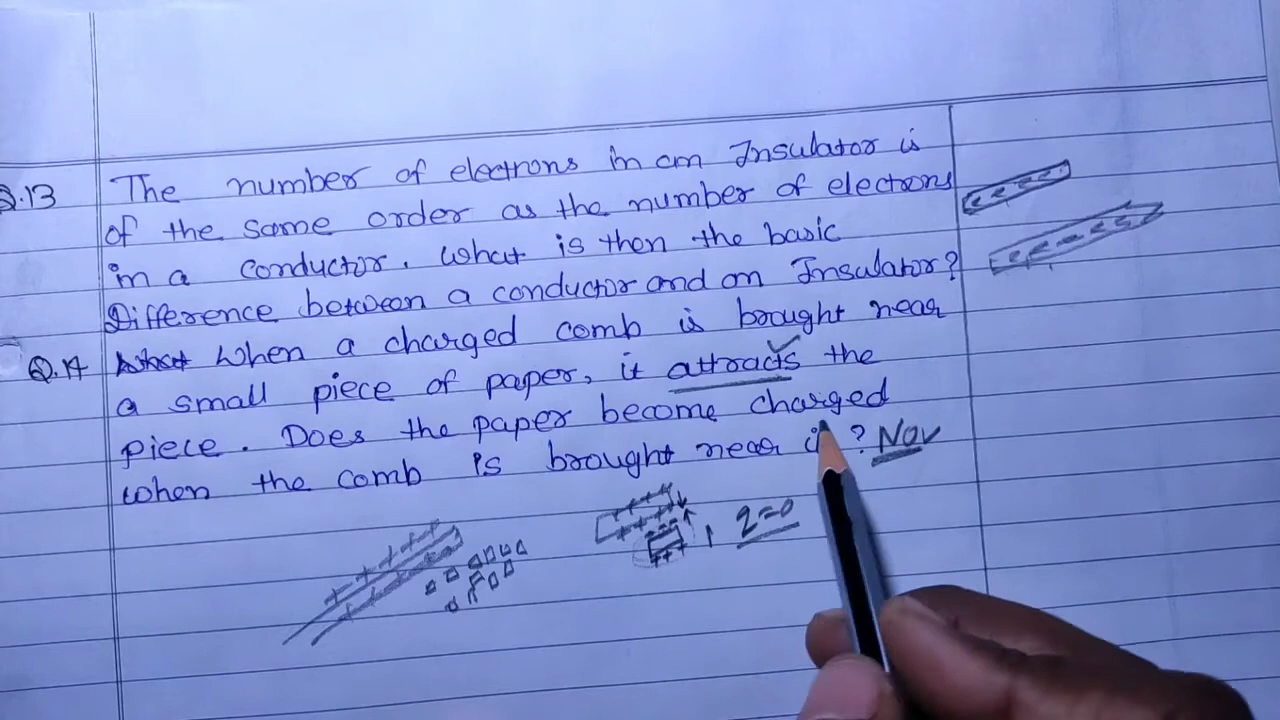 Q.13 The number of electrons in an Insulator is
of the same order as the number of electrons
in a conductor. What is then the basic
Difference between a conductor and an Insulator?
Q.14 When a charged comb is brought near
a small piece of paper, it attracts the
piece. Does the paper become charged
when the comb is brought near it? No
q=0